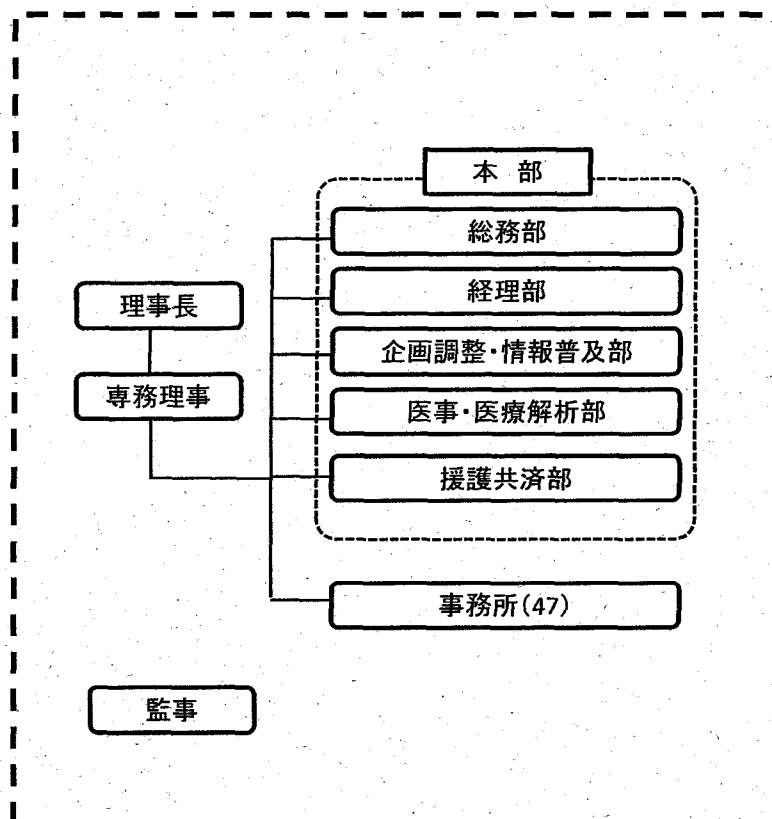 本部
総務部
経理部
理事長
企画調整・情報普及部
専務理事
医事・医療解析部
援護共済部
事務所(47)
監事